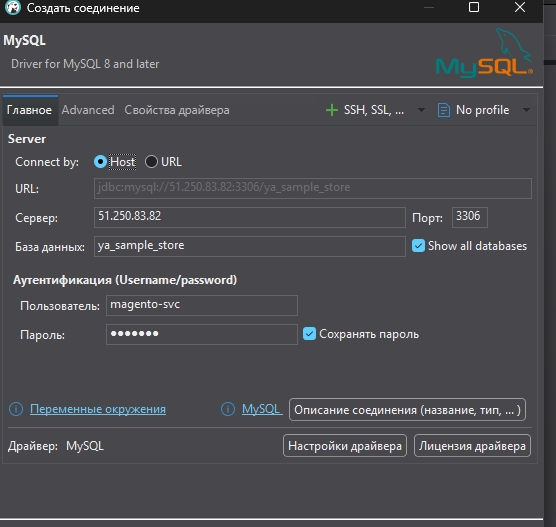 Создать соединение
MySQL
Driver for MySQL 8 and later
MySQL
Главное Advanced Свойства драйвера SSH, SSL, ... No profile
Server
Connect by: Host URL
URL: jdbc:mysql://51.250.83.82:3306/ya_sample_store
Сервер: 51.250.83.82 Порт: 3306
База данных: ya_sample_store Show all databases
Аутентификация (Username/password)
Пользователь: magento-svc
Пароль: ••••••• Сохранять пароль
Переменные окружения MySQL Описание соединения (название, тип, ... )
Драйвер: MySQL Настройки драйвера Лицензия драйвера